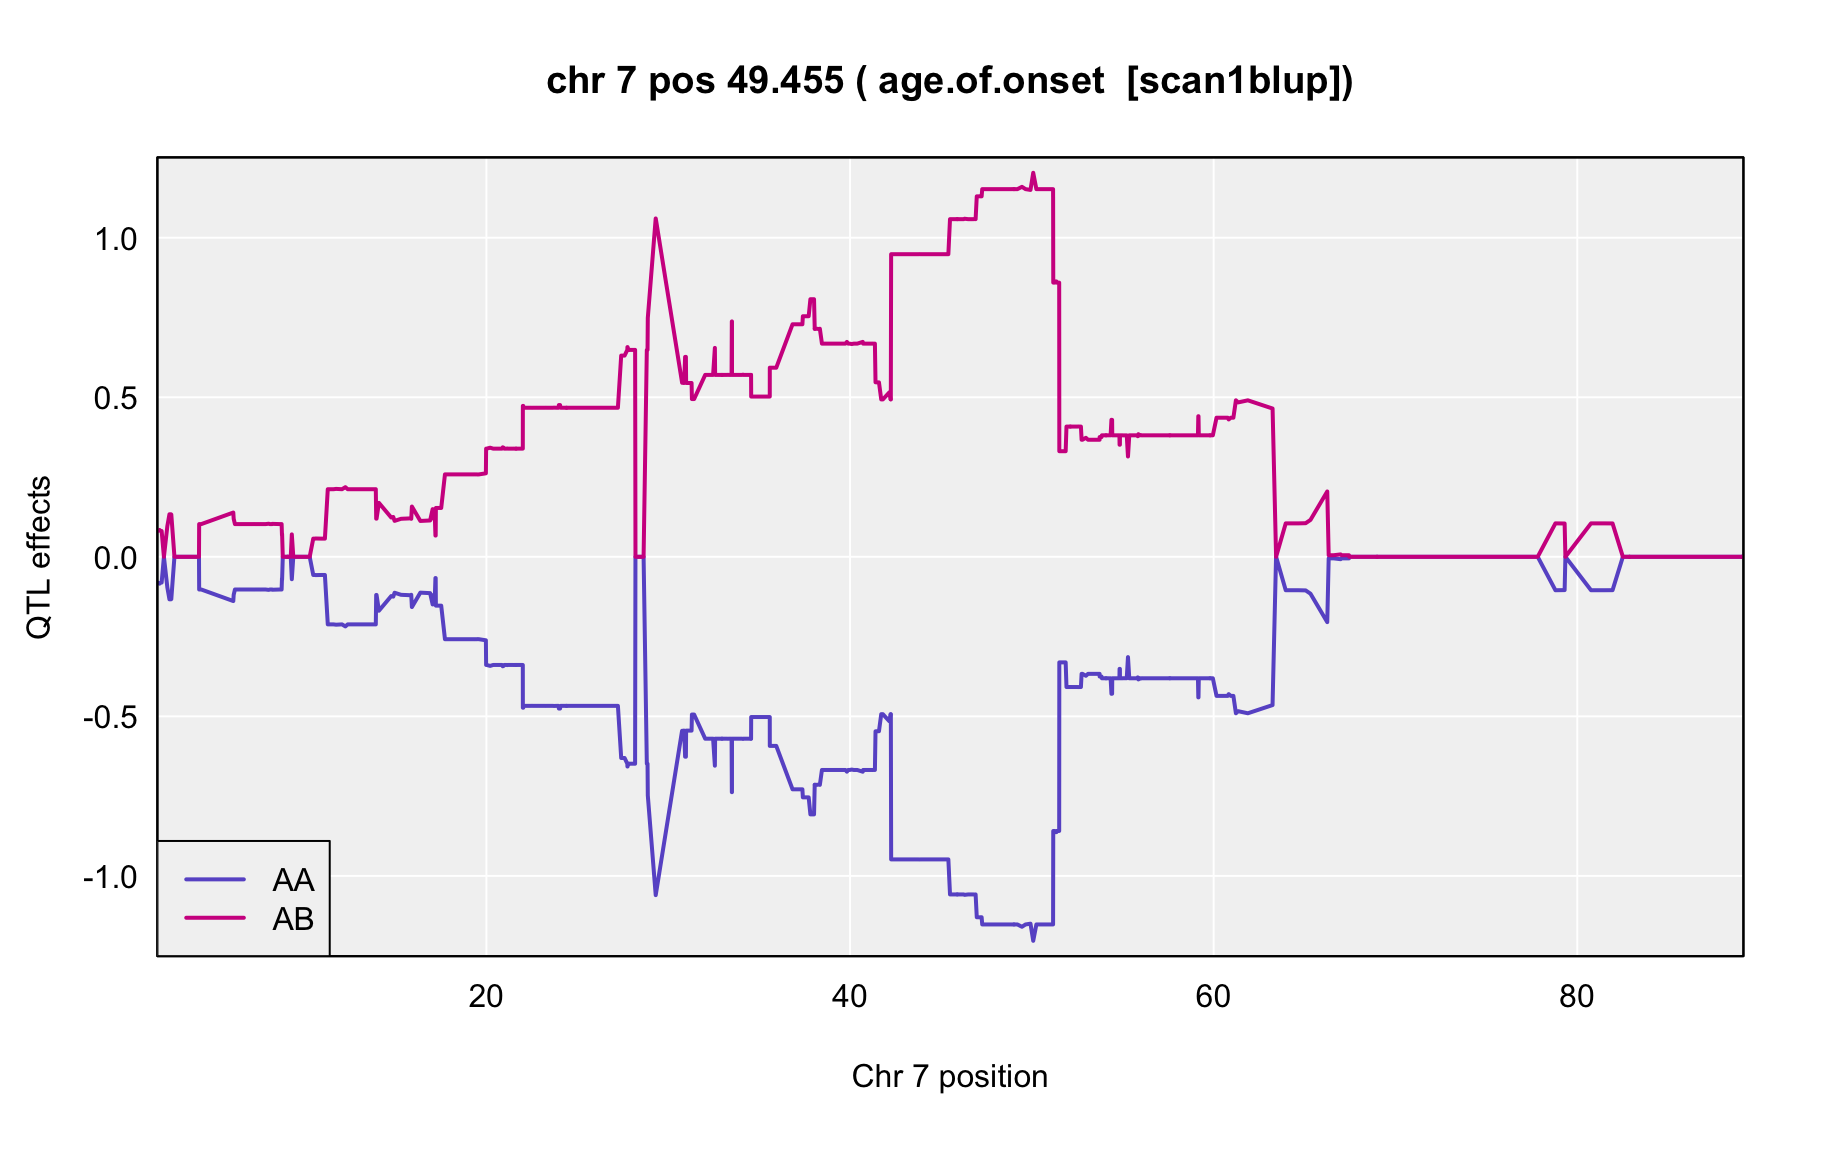 chr 7 pos 49.455 ( age.of.onset  [scan1blup])
QTL effects
1.0
0.5
0.0
-0.5
-1.0
AA
AB
20 40 60 80
Chr 7 position